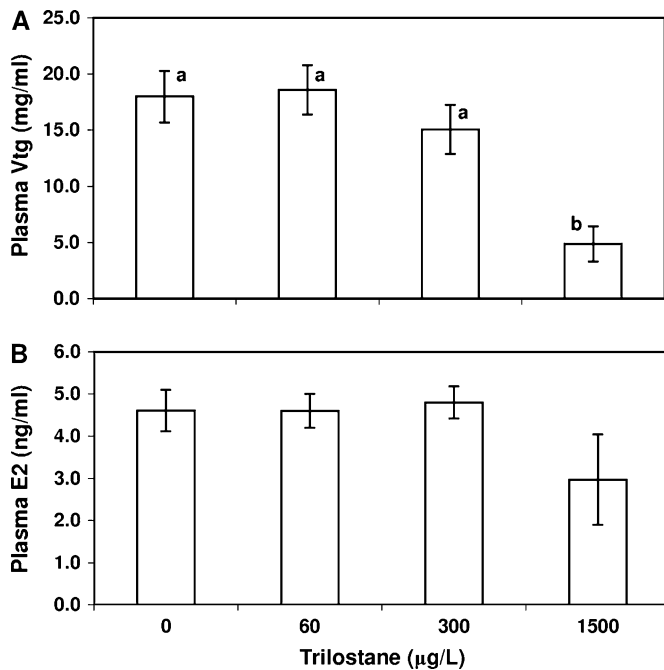 A
Plasma Vtg (mg/ml)
25.0
20.0
15.0
10.0
5.0
0.0
a
a
a
b
B
Plasma E2 (ng/ml)
6.0
5.0
4.0
3.0
2.0
1.0
0.0
0 60 300 1500
Trilostane (µg/L)